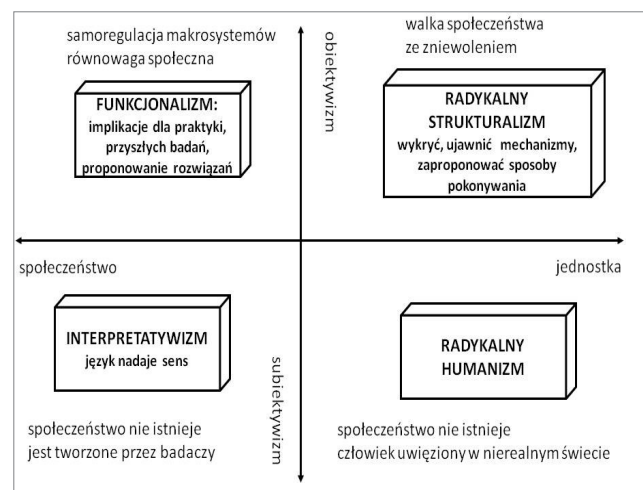 samoregulacja makrosystemów
równowaga społeczna
FUNKCJONALIZM:
implikacje dla praktyki,
przyszłych badań,
proponowanie rozwiązań
obiektywizm
walka społeczeństwa
ze zniewoleniem
RADYKALNY
STRUKTURALIZM
wykryć, ujawnić mechanizmy,
zaproponować sposoby
pokonywania
społeczeństwo
jednostka
INTERPRETATYWIZM
język nadaje sens
społeczeństwo nie istnieje
jest tworzone przez badaczy
subiektywizm
RADYKALNY
HUMANIZM
społeczeństwo nie istnieje
człowiek uwięziony w nierealnym świecie